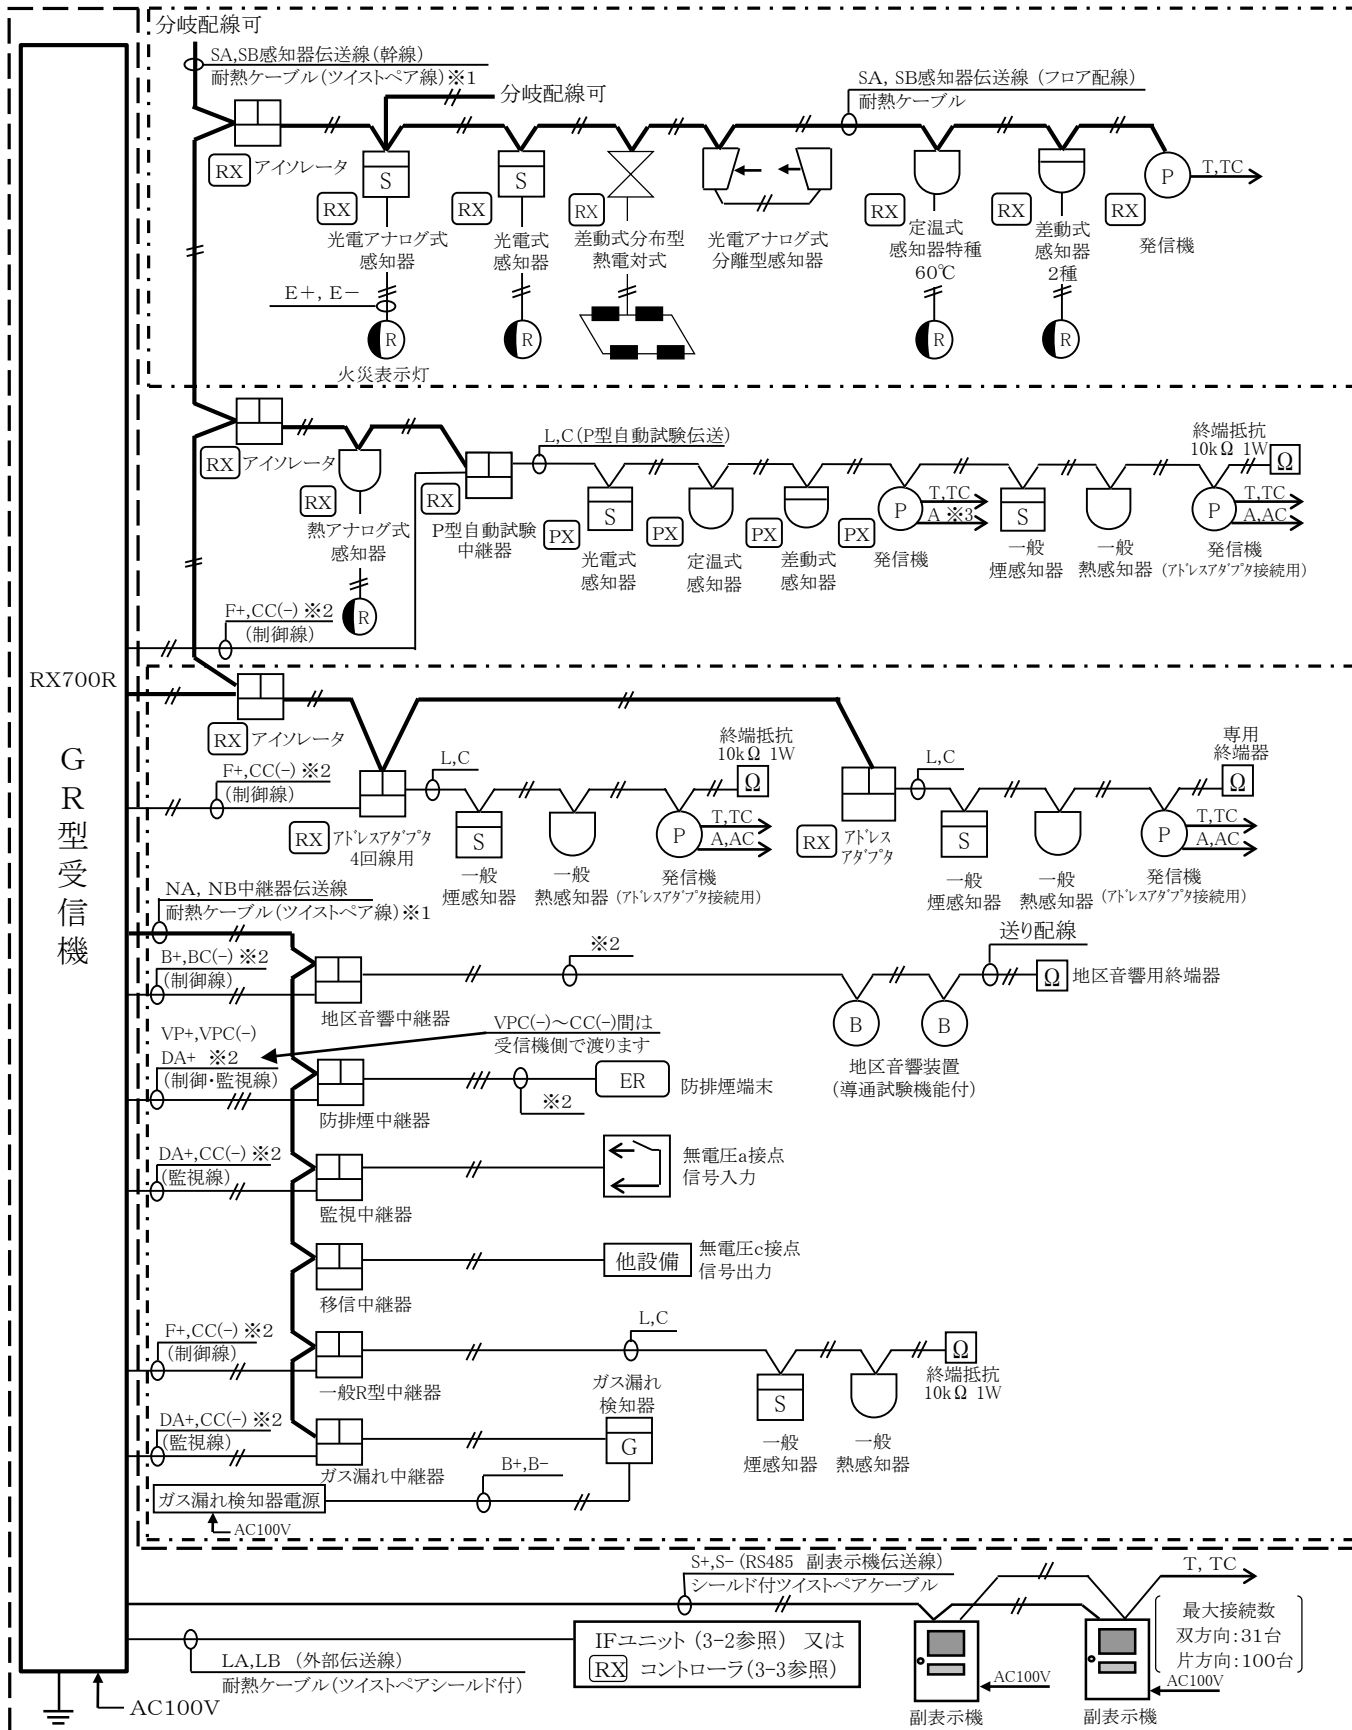 分岐配線可
SA,SB感知器伝送線(幹線)
耐熱ケーブル(ツイストペア線)※1
分岐配線可
SA, SB感知器伝送線 (フロア配線)
耐熱ケーブル
RX アイソレータ
S
S
P
T,TC
RX
RX
RX
RX
RX
RX
光電アナログ式
感知器
光電式
感知器
差動式分布型
熱電対式
光電アナログ式
分離型感知器
定温式
感知器特種
60℃
差動式
感知器
2種
発信機
E+, E-
R
R
R
R
火災表示灯
RX アイソレータ
L,C(P型自動試験伝送)
終端抵抗
10kΩ 1W
Ω
RX
RX
S
P
T,TC
A ※3
S
P
T,TC
A,AC
PX
PX
PX
PX
熱アナログ式
感知器
P型自動試験
中継器
光電式
感知器
定温式
感知器
差動式
感知器
発信機
一般
煙感知器
一般
熱感知器
発信機
(アドレスアダプタ接続用)
R
F+,CC(-) ※2
(制御線)
RX700R
GR型受信機
RX アイソレータ
F+,CC(-) ※2
(制御線)
L,C
終端抵抗
10kΩ 1W
Ω
L,C
専用
終端器
Ω
RX アドレスアダプタ
4回線用
S
P
T,TC
A,AC
RX アドレス
アダプタ
S
P
T,TC
A,AC
一般
煙感知器
一般
熱感知器
発信機
(アドレスアダプタ接続用)
一般
煙感知器
一般
熱感知器
発信機
(アドレスアダプタ接続用)
NA, NB中継器伝送線
耐熱ケーブル(ツイストペア線)※1
B+,BC(-) ※2
(制御線)
※2
送り配線
Ω 地区音響用終端器
地区音響中継器
B
B
地区音響装置
(導通試験機能付)
VP+,VPC(-)
DA+ ※2
(制御・監視線)
VPC(-)～CC(-)間は
受信機側で渡ります
防排煙中継器
※2
ER 防排煙端末
DA+,CC(-) ※2
(監視線)
監視中継器
無電圧a接点
信号入力
移信中継器
他設備
無電圧c接点
信号出力
F+,CC(-) ※2
(制御線)
一般R型中継器
L,C
S
Ω
終端抵抗
10kΩ 1W
一般
煙感知器
一般
熱感知器
DA+,CC(-) ※2
(監視線)
ガス漏れ中継器
ガス漏れ
検知器
G
B+,B-
ガス漏れ検知器電源
AC100V
S+,S- (RS485 副表示機伝送線)
シールド付ツイストペアケーブル
T, TC
最大接続数
双方向:31台
片方向:100台
IFユニット (3-2参照) 又は
RX コントローラ(3-3参照)
LA,LB (外部伝送線)
耐熱ケーブル(ツイストペアシールド付)
AC100V
AC100V
副表示機
AC100V
副表示機